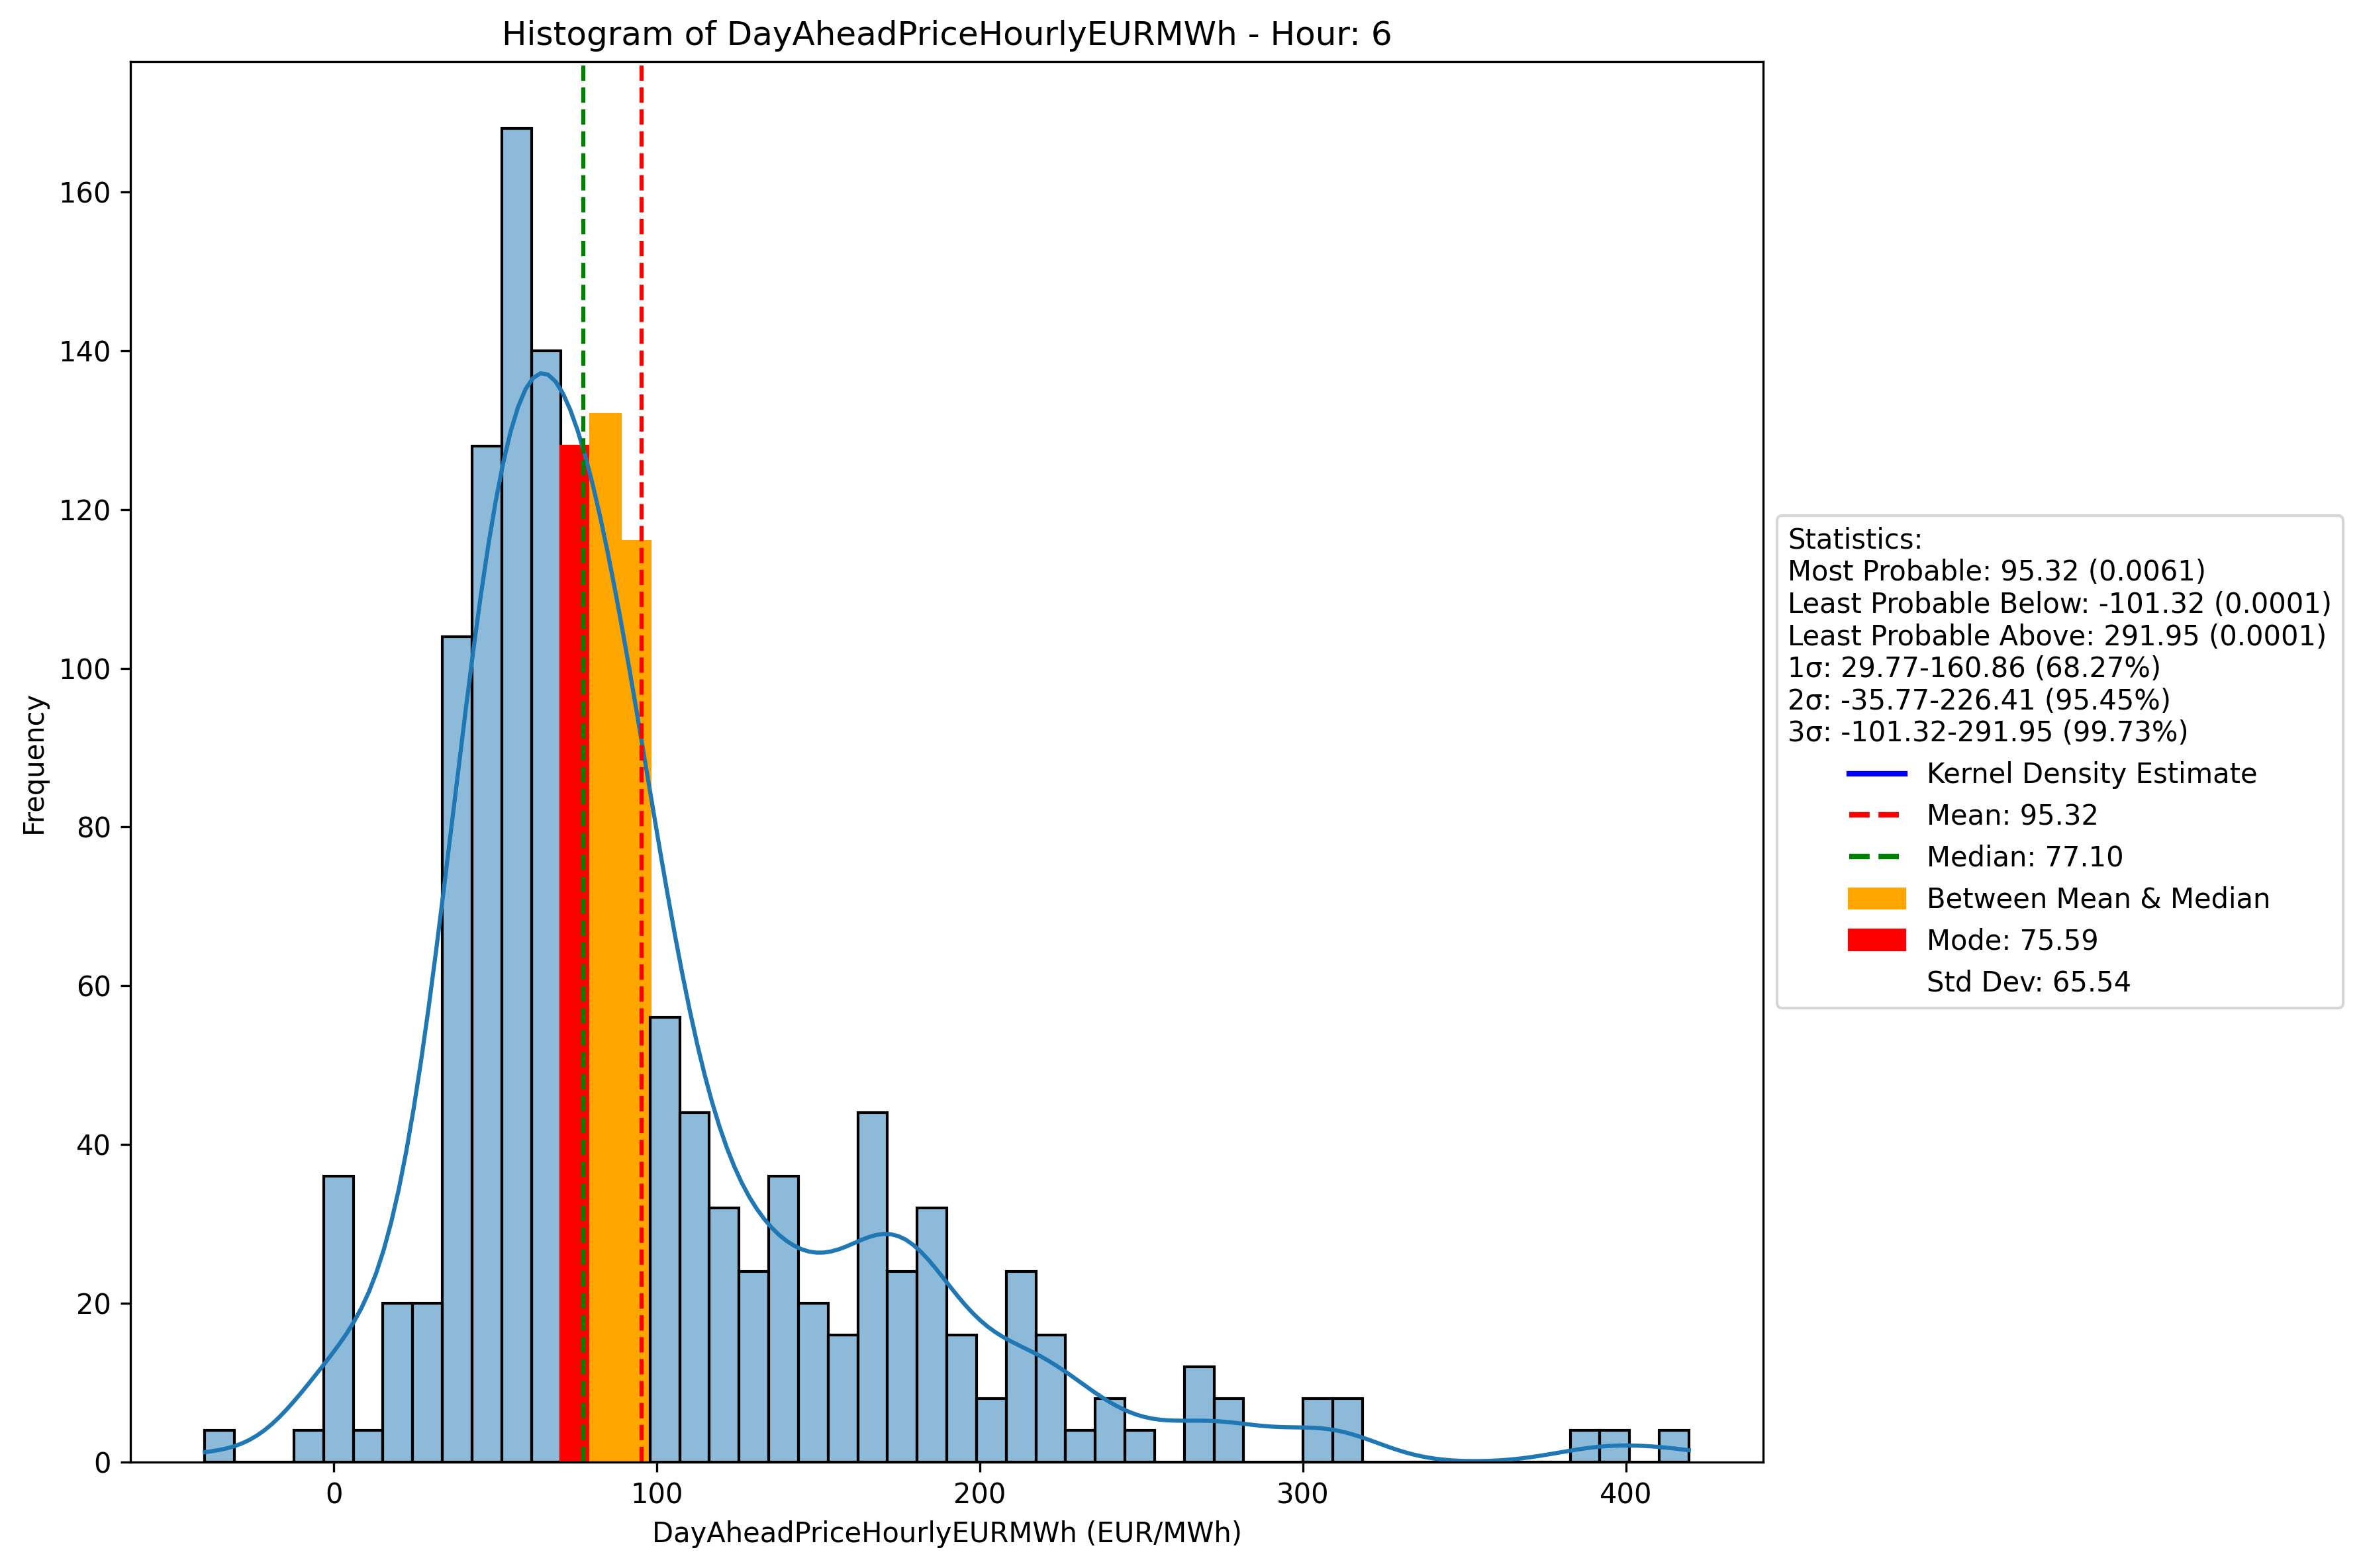 Histogram of DayAheadPriceHourlyEURMWh - Hour: 6
Frequency
160
140
120
100
80
60
40
20
0
0 100 200 300 400
DayAheadPriceHourlyEURMWh (EUR/MWh)
Statistics:
Most Probable: 95.32 (0.0061)
Least Probable Below: -101.32 (0.0001)
Least Probable Above: 291.95 (0.0001)
1σ: 29.77-160.86 (68.27%)
2σ: -35.77-226.41 (95.45%)
3σ: -101.32-291.95 (99.73%)
Kernel Density Estimate
Mean: 95.32
Median: 77.10
Between Mean & Median
Mode: 75.59
Std Dev: 65.54